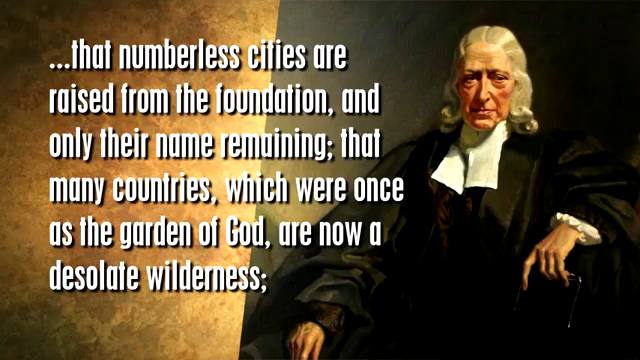 ...that numberless cities are
raised from the foundation, and
only their name remaining; that
many countries, which were once
as the garden of God, are now a
desolate wilderness;